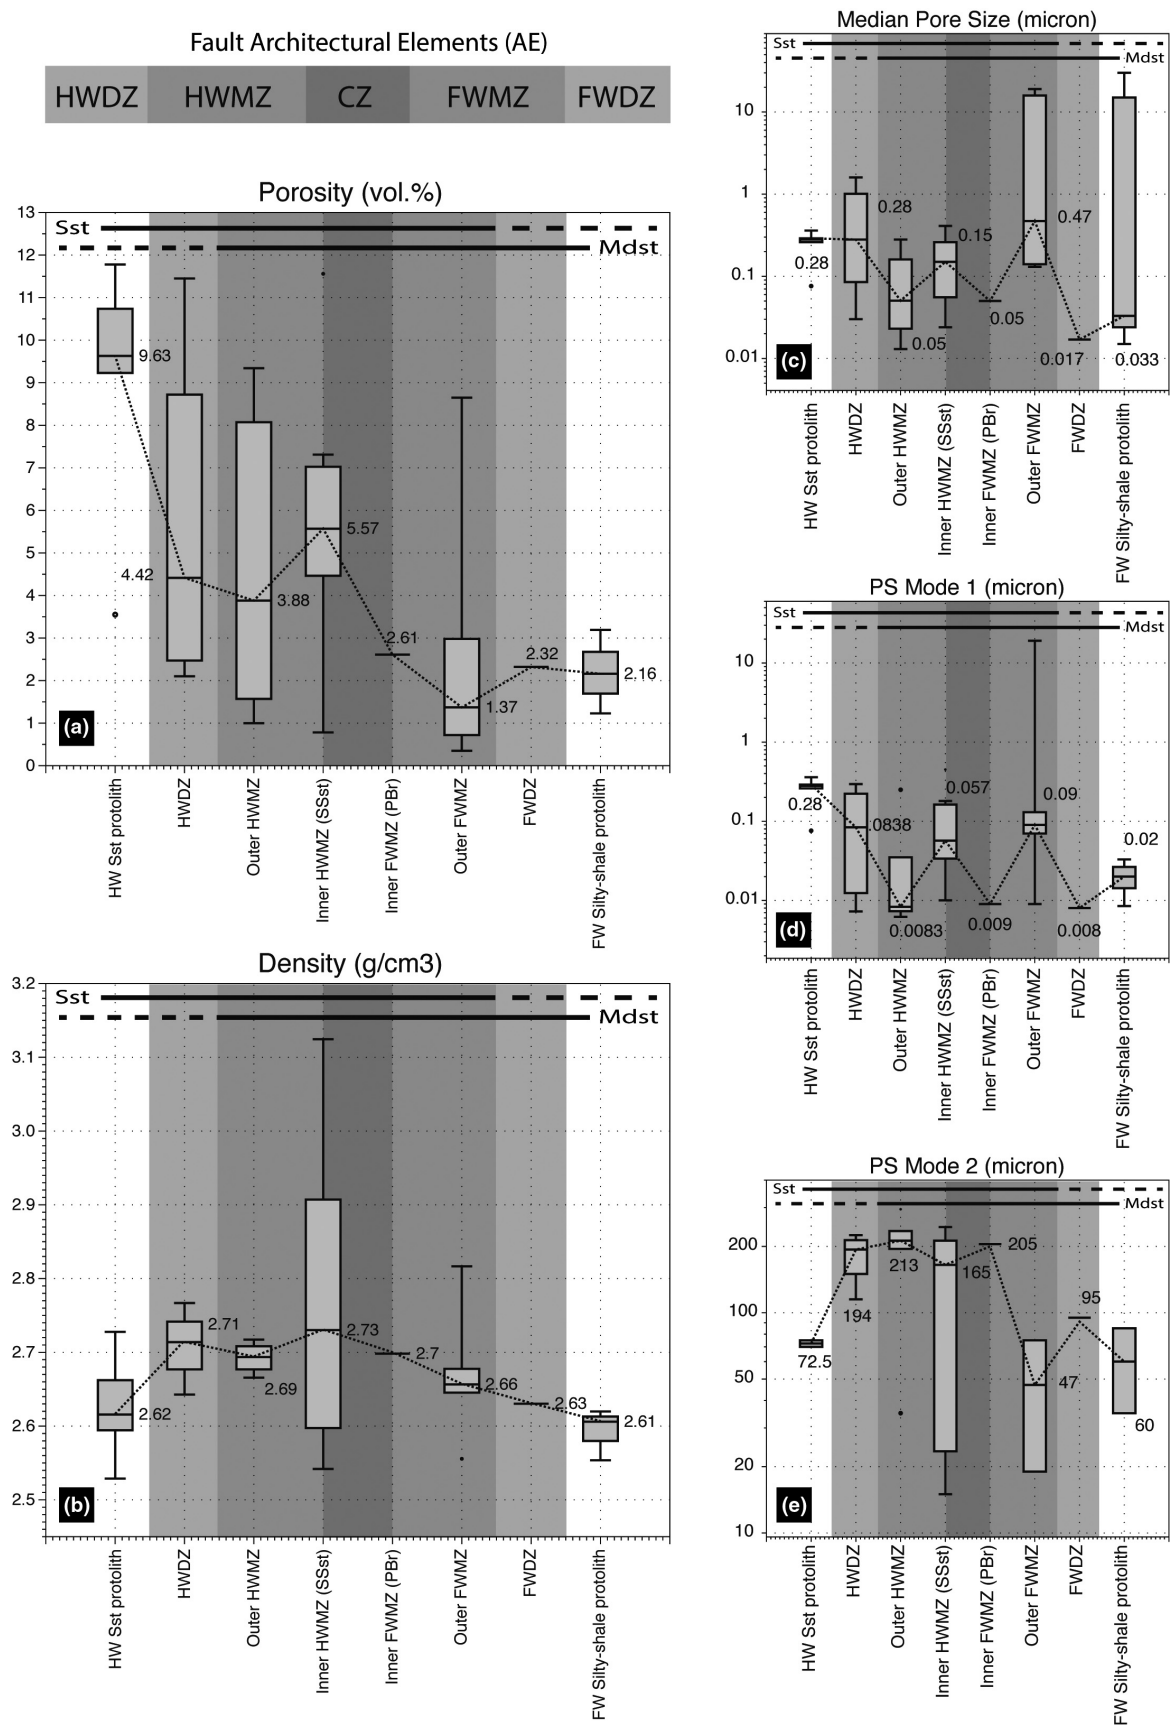 Fault Architectural Elements (AE)
HWDZ HWMZ CZ FWMZ FWDZ
Porosity (vol.%)
Sst
Mdst
13
12
11
10
9
8
7
6
5
4
3
2
1
0
9.63
4.42
3.88
5.57
2.61
1.37
2.32
2.16
(a)
HW Sst protolith
HWDZ
Outer HWMZ
Inner HWMZ (SSst)
Inner FWMZ (PBr)
Outer FWMZ
FWDZ
FW Silty-shale protolith
Density (g/cm3)
Sst
Mdst
3.2
3.1
3.0
2.9
2.8
2.7
2.6
2.5
2.62
2.71
2.69
2.73
2.7
2.66
2.63
2.61
(b)
HW Sst protolith
HWDZ
Outer HWMZ
Inner HWMZ (SSst)
Inner FWMZ (PBr)
Outer FWMZ
FWDZ
FW Silty-shale protolith
Median Pore Size (micron)
Sst
Mdst
10
1
0.1
0.01
0.28
0.28
0.05
0.15
0.05
0.47
0.017
0.033
(c)
HW Sst protolith
HWDZ
Outer HWMZ
Inner HWMZ (SSst)
Inner FWMZ (PBr)
Outer FWMZ
FWDZ
FW Silty-shale protolith
PS Mode 1 (micron)
Sst
Mdst
10
1
0.1
0.01
0.28
.0838
0.0083
0.057
0.009
0.09
0.008
0.02
(d)
HW Sst protolith
HWDZ
Outer HWMZ
Inner HWMZ (SSst)
Inner FWMZ (PBr)
Outer FWMZ
FWDZ
FW Silty-shale protolith
PS Mode 2 (micron)
Sst
Mdst
200
100
50
20
10
72.5
194
213
165
205
47
95
60
(e)
HW Sst protolith
HWDZ
Outer HWMZ
Inner HWMZ (SSst)
Inner FWMZ (PBr)
Outer FWMZ
FWDZ
FW Silty-shale protolith